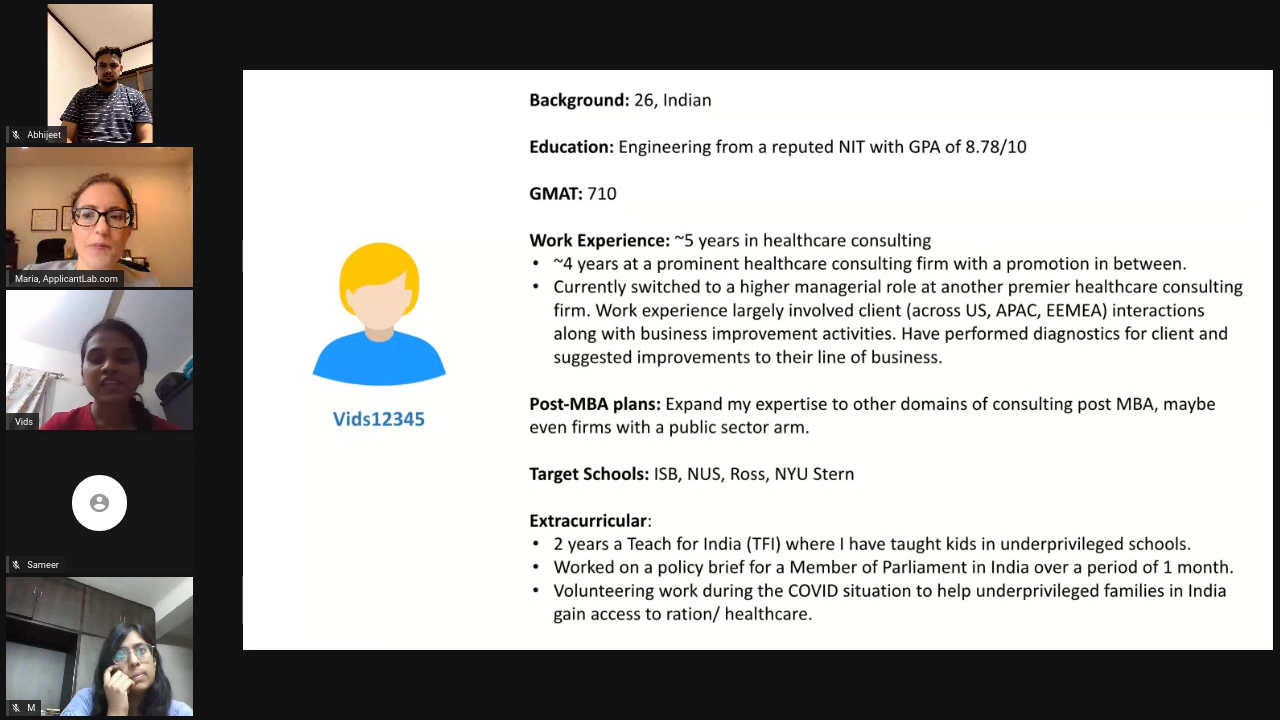 Abhijeet
Maria, ApplicantLab.com
Vids
Sameer
M
Vids12345
Background: 26, Indian
Education: Engineering from a reputed NIT with GPA of 8.78/10
GMAT: 710
Work Experience: ~5 years in healthcare consulting
• ~4 years at a prominent healthcare consulting firm with a promotion in between.
• Currently switched to a higher managerial role at another premier healthcare consulting
firm. Work experience largely involved client (across US, APAC, EEMEA) interactions
along with business improvement activities. Have performed diagnostics for client and
suggested improvements to their line of business.
Post-MBA plans: Expand my expertise to other domains of consulting post MBA, maybe
even firms with a public sector arm.
Target Schools: ISB, NUS, Ross, NYU Stern
Extracurricular:
• 2 years a Teach for India (TFI) where I have taught kids in underprivileged schools.
• Worked on a policy brief for a Member of Parliament in India over a period of 1 month.
• Volunteering work during the COVID situation to help underprivileged families in India
gain access to ration/ healthcare.